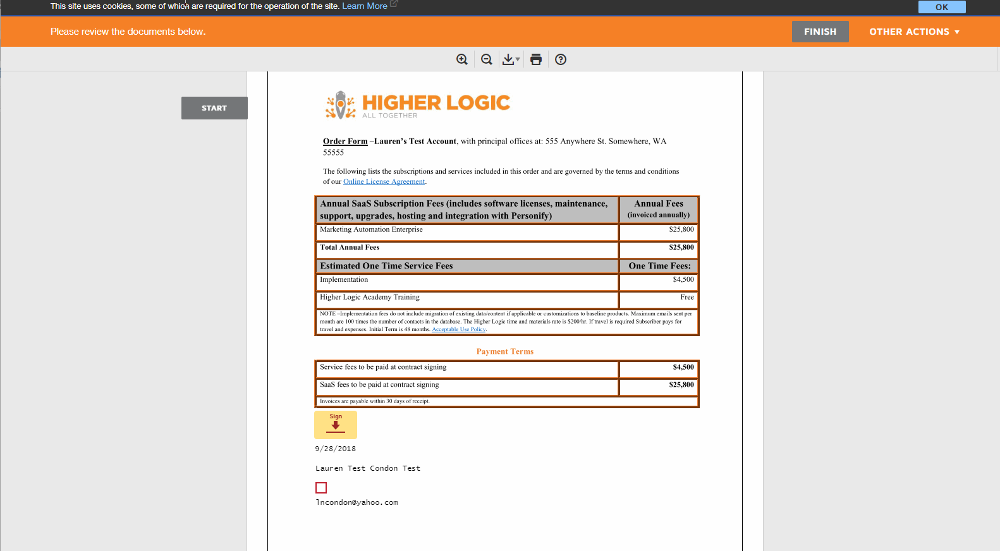 This site uses cookies, some of which are required for the operation of the site. Learn More
OK
Please review the documents below.
FINISH
OTHER ACTIONS
START
HIGHER LOGIC
ALL TOGETHER
Order Form –Lauren's Test Account, with principal offices at: 555 Anywhere St. Somewhere, WA
55555
The following lists the subscriptions and services included in this order and are governed by the terms and conditions
of our Online License Agreement.
Annual SaaS Subscription Fees (includes software licenses, maintenance,
support, upgrades, hosting and integration with Personify)
Annual Fees
(invoiced annually)
Marketing Automation Enterprise $25,800
Total Annual Fees $25,800
Estimated One Time Service Fees One Time Fees:
Implementation $4,500
Higher Logic Academy Training Free
NOTE –Implementation fees do not include migration of existing data/content if applicable or customizations to baseline products. Maximum emails sent per
month are 100 times the number of contacts in the database. The Higher Logic time and materials rate is $200/hr. If travel is required Subscriber pays for
travel and expenses. Initial Term is 48 months. Acceptable Use Policy.
Payment Terms
Service fees to be paid at contract signing $4,500
SaaS fees to be paid at contract signing $25,800
Invoices are payable within 30 days of receipt.
Sign
9/28/2018
Lauren Test Condon Test
lncondon@yahoo.com